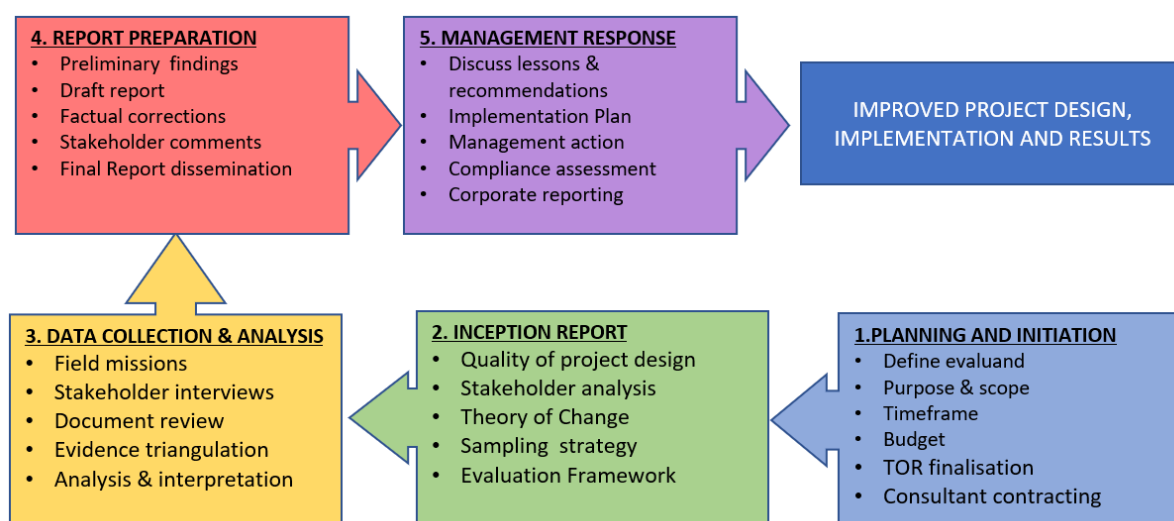 4. REPORT PREPARATION
• Preliminary findings
• Draft report
• Factual corrections
• Stakeholder comments
• Final Report dissemination
5. MANAGEMENT RESPONSE
• Discuss lessons &
recommendations
• Implementation Plan
• Management action
• Compliance assessment
• Corporate reporting
IMPROVED PROJECT DESIGN,
IMPLEMENTATION AND RESULTS
3. DATA COLLECTION & ANALYSIS
• Field missions
• Stakeholder interviews
• Document review
• Evidence triangulation
• Analysis & interpretation
2. INCEPTION REPORT
• Quality of project design
• Stakeholder analysis
• Theory of Change
• Sampling strategy
• Evaluation Framework
1.PLANNING AND INITIATION
• Define evaluand
• Purpose & scope
• Timeframe
• Budget
• TOR finalisation
• Consultant contracting